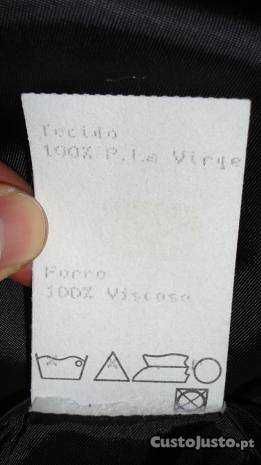 Tecido
100% P.La Virge
Forro
100% Viscose
CustoJusto.pt